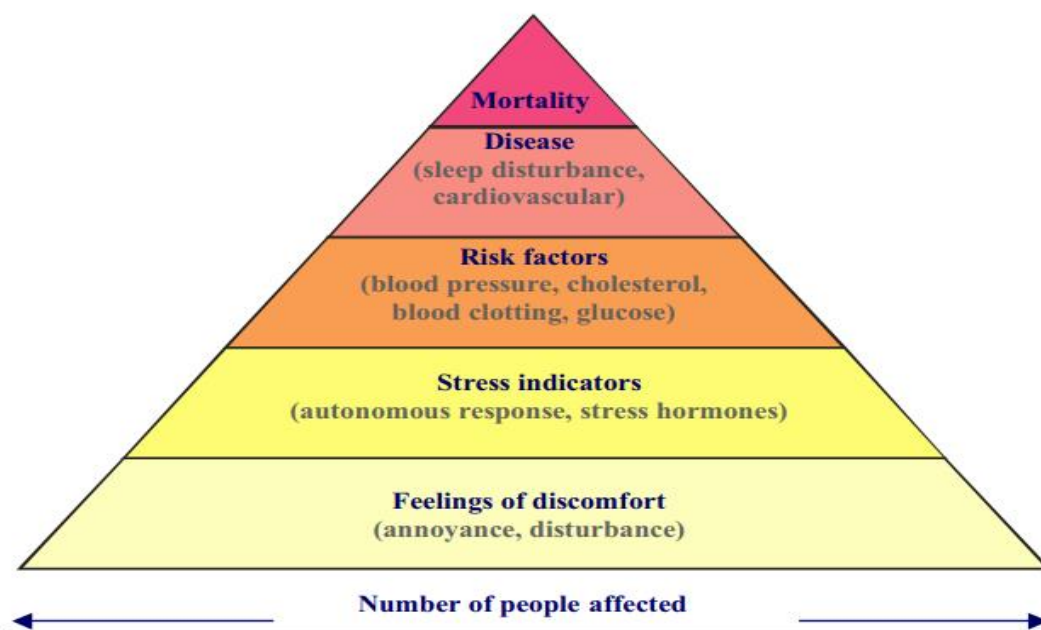 Mortality
Disease
(sleep disturbance,
cardiovascular)
Risk factors
(blood pressure, cholesterol,
blood clotting, glucose)
Stress indicators
(autonomous response, stress hormones)
Feelings of discomfort
(annoyance, disturbance)
Number of people affected